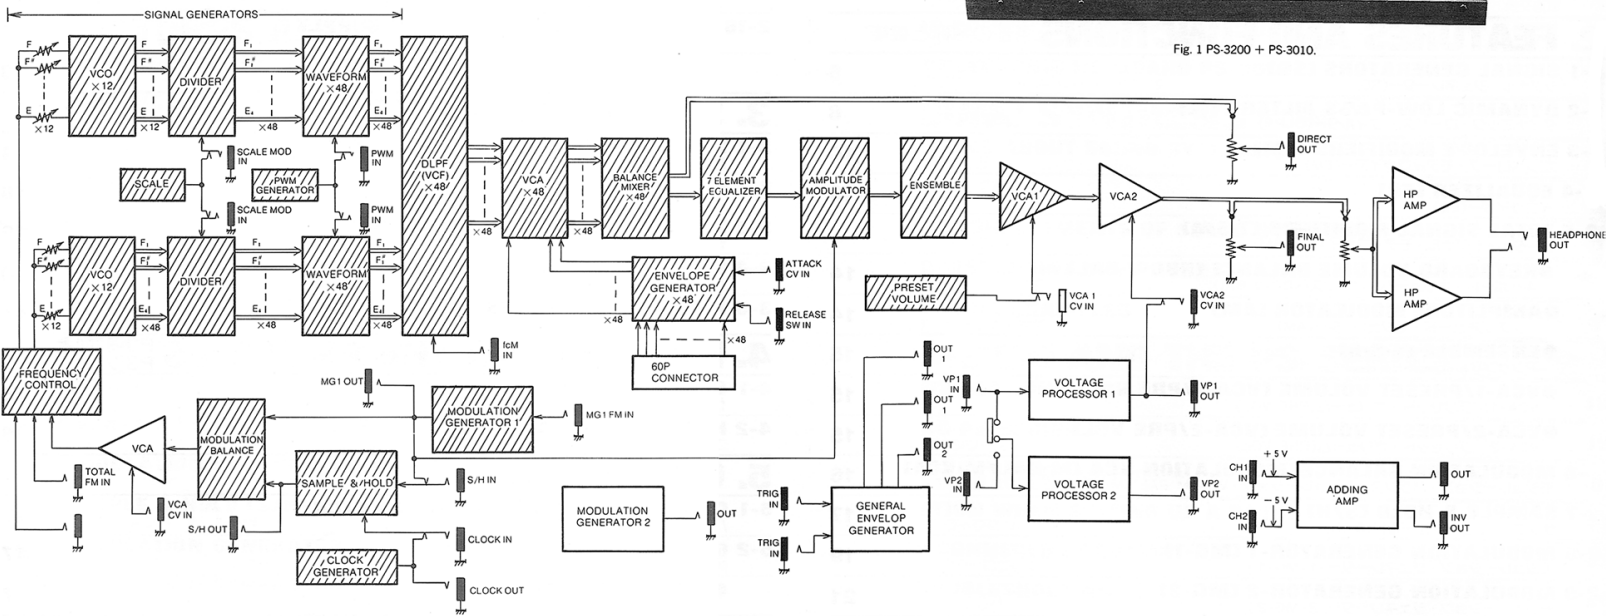 SIGNAL GENERATORS
Fig. 1 PS-3200 + PS-3010.
F
F#
E
×12
VCO
×12
F
F#
E
×12
DIVIDER
F₁
F₁#
E₄
×48
WAVEFORM
×48
F₁
F₁#
E₄
×48
SCALE
SCALE MOD
IN
SCALE MOD
IN
PWM
GENERATOR
PWM
IN
PWM
IN
F
F#
E
×12
VCO
×12
F₁
F₁#
E₄
×48
DIVIDER
F₁
F₁#
E₄
×48
WAVEFORM
×48
F₁
F₁#
E₄
×48
DLPF
(VCF)
×48
×48
VCA
×48
×48
BALANCE
MIXER
×48
7 ELEMENT
EQUALIZER
AMPLITUDE
MODULATOR
ENSEMBLE
VCA1
VCA2
DIRECT
OUT
FINAL
OUT
HP
AMP
HP
AMP
HEADPHONE
OUT
ENVELOPE
GENERATOR
×48
ATTACK
CV IN
RELEASE
SW IN
×48
×48
60P
CONNECTOR
PRESET
VOLUME
VCA 1
CV IN
VCA2
CV IN
fcM
IN
FREQUENCY
CONTROL
MG1 OUT
MODULATION
GENERATOR 1
MG1 FM IN
VCA
MODULATION
BALANCE
TOTAL
FM IN
VCA
CV IN
SAMPLE & HOLD
S/H IN
S/H OUT
CLOCK IN
CLOCK
GENERATOR
CLOCK OUT
MODULATION
GENERATOR 2
OUT
OUT
1
OUT
1
OUT
2
TRIG
IN
TRIG
IN
GENERAL
ENVELOP
GENERATOR
VP1
IN
VOLTAGE
PROCESSOR 1
VP1
OUT
VP2
IN
VOLTAGE
PROCESSOR 2
VP2
OUT
CH1
IN
+5V
CH2
IN
−5V
ADDING
AMP
OUT
INV
OUT